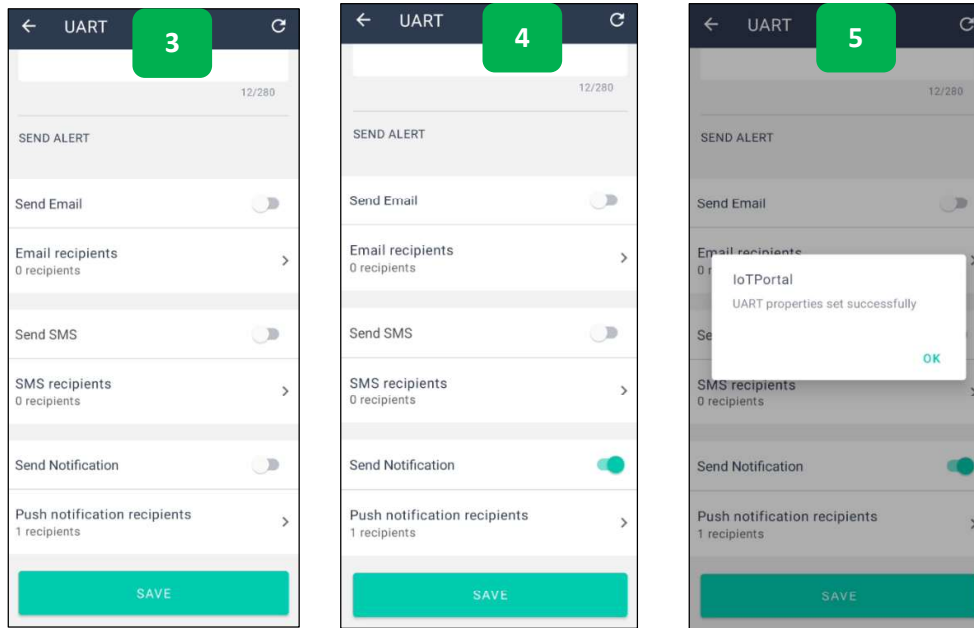 3
UART
12/280
SEND ALERT
Send Email
Email recipients
0 recipients
Send SMS
SMS recipients
0 recipients
Send Notification
Push notification recipients
1 recipients
SAVE
4
UART
12/280
SEND ALERT
Send Email
Email recipients
0 recipients
Send SMS
SMS recipients
0 recipients
Send Notification
Push notification recipients
1 recipients
SAVE
5
UART
12/280
SEND ALERT
Send Email
Email recipients
0 r
IoTPortal
UART properties set successfully
OK
Se
SMS recipients
0 recipients
Send Notification
Push notification recipients
1 recipients
SAVE